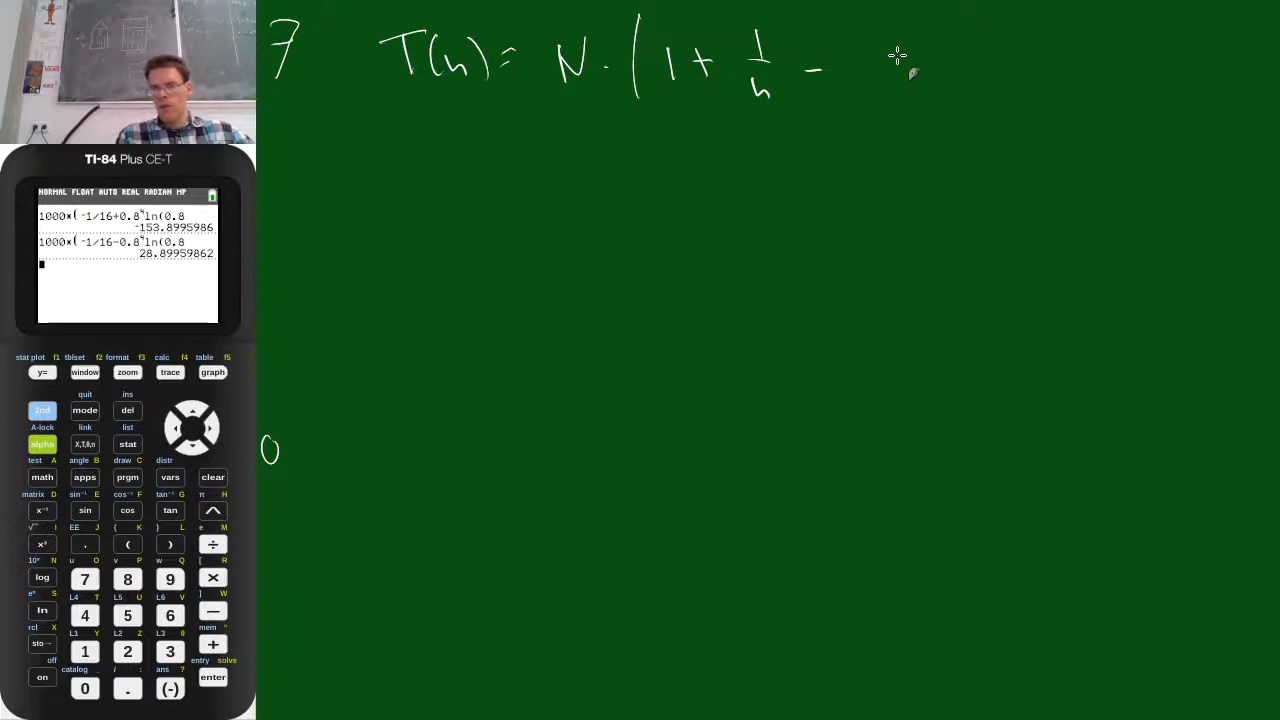 7 T(n) = N · ( 1 + 1/n -
0
TI-84 Plus CE-T
NORMAL FLOAT AUTO REAL RADIAN MP
1000*(-1/16+0.8⁴ln(0.8
-153.8995986
1000*(-1/16-0.8⁴ln(0.8
28.89959862
stat plot f1 tblset f2 format f3 calc f4 table f5
y= window zoom trace graph
quit ins
2nd mode del
A-lock link list
alpha X,T,θ,n stat
test A angle B draw C distr
math apps prgm vars clear
matrix D sin⁻¹ E cos⁻¹ F tan⁻¹ G π H
x⁻¹ sin cos tan ^
√ I EE J { K } L e M
x² , ( ) ÷
10ˣ N u O v P w Q [ R
log 7 8 9 ×
eˣ S L4 T L5 U L6 V ] W
ln 4 5 6 —
rcl X L1 Y L2 Z L3 θ mem "
sto→ 1 2 3 +
off catalog _ i : ans ? entry solve
on 0 . (-) enter